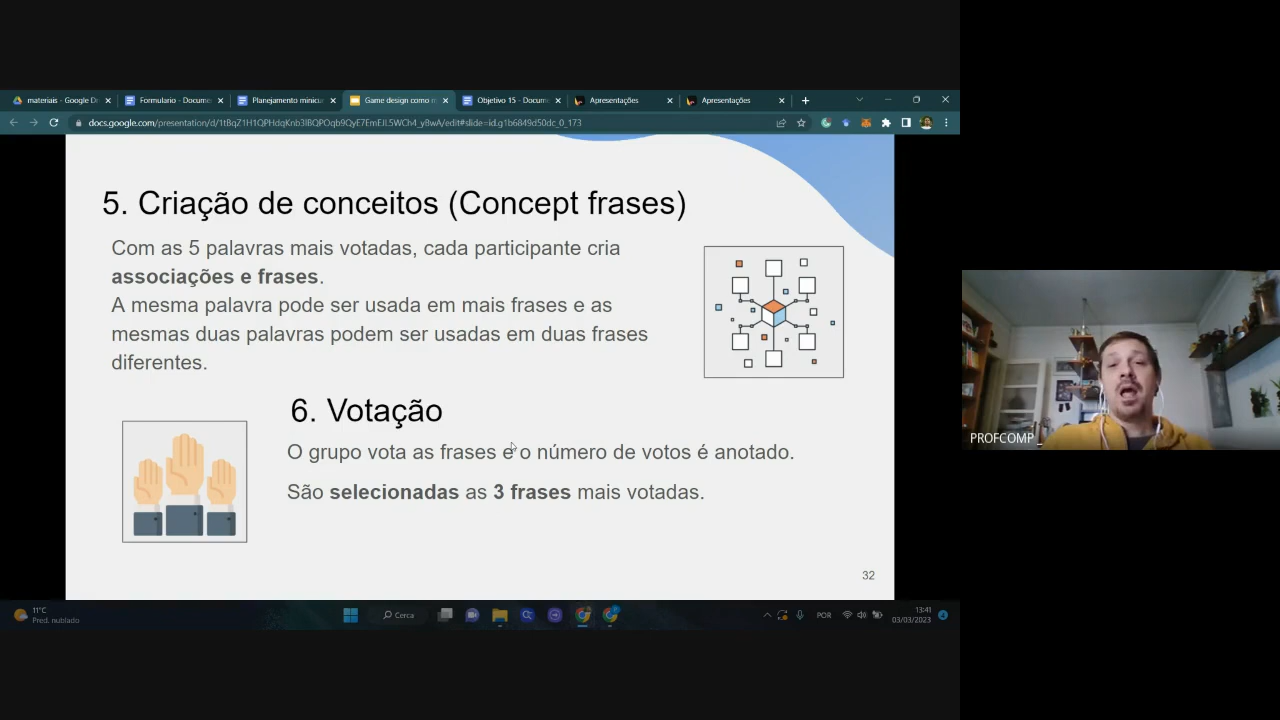 materiais - Google D
Formulario - Docume
Planejamento minicu
Game design como m
Objetivo 15 - Docum
Apresentações
Apresentações
5. Criação de conceitos (Concept frases)
Com as 5 palavras mais votadas, cada participante cria
associações e frases.
A mesma palavra pode ser usada em mais frases e as
mesmas duas palavras podem ser usadas em duas frases
diferentes.
6. Votação
O grupo vota as frases e o número de votos é anotado.
São selecionadas as 3 frases mais votadas.
32
PROFCOMP _
11°C
Pred. nublado
Cerca
POR
13:41
03/03/2023